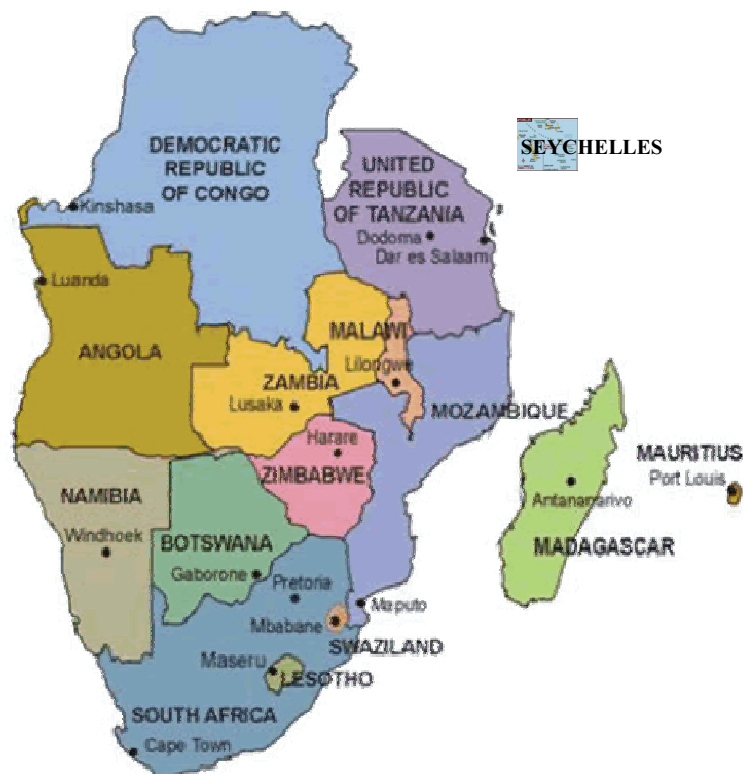 DEMOCRATIC
REPUBLIC
OF CONGO
Kinshasa
SEYCHELLES
UNITED
REPUBLIC
OF TANZANIA
Dodoma
Dar es Salaam
Luanda
ANGOLA
MALAWI
Lilongwe
ZAMBIA
Lusaka
MOZAMBIQUE
Harare
ZIMBABWE
MAURITIUS
Port Louis
Antananarivo
MADAGASCAR
NAMIBIA
Windhoek
BOTSWANA
Gaborone
Pretoria
Maputo
Mbabane
SWAZILAND
Maseru
LESOTHO
SOUTH AFRICA
Cape Town